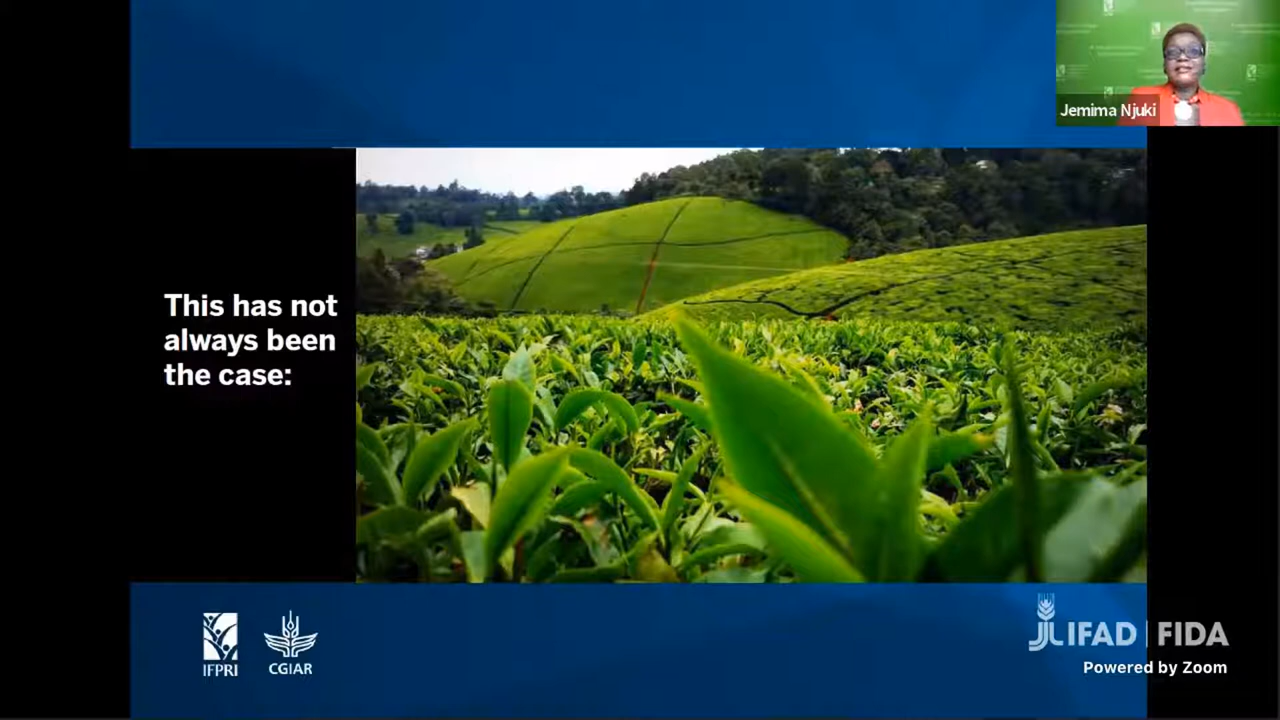 Jemima Njuki
This has not
always been
the case:
IFPRI
CGIAR
IFAD | FIDA
Powered by Zoom